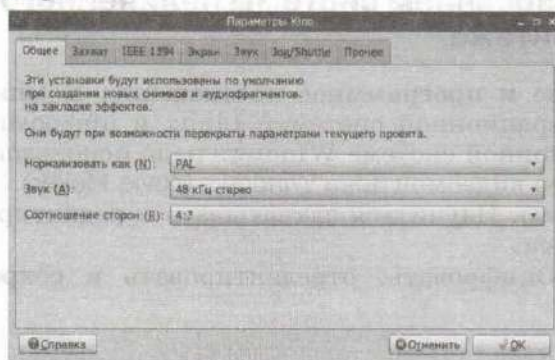 Параметры Kino
Общее Захват IEEE 1394 Экран Звук Jog/Shuttle Прочее
Эти установки будут использованы по умолчанию
при создании новых снимков и аудиофрагментов
на закладке эффектов.
Они будут при возможности перекрыты параметрами текущего проекта.
Нормализовать как (N): PAL
Звук (A): 48 кГц стерео
Соотношение сторон (R): 4:3
Справка Отменить OK